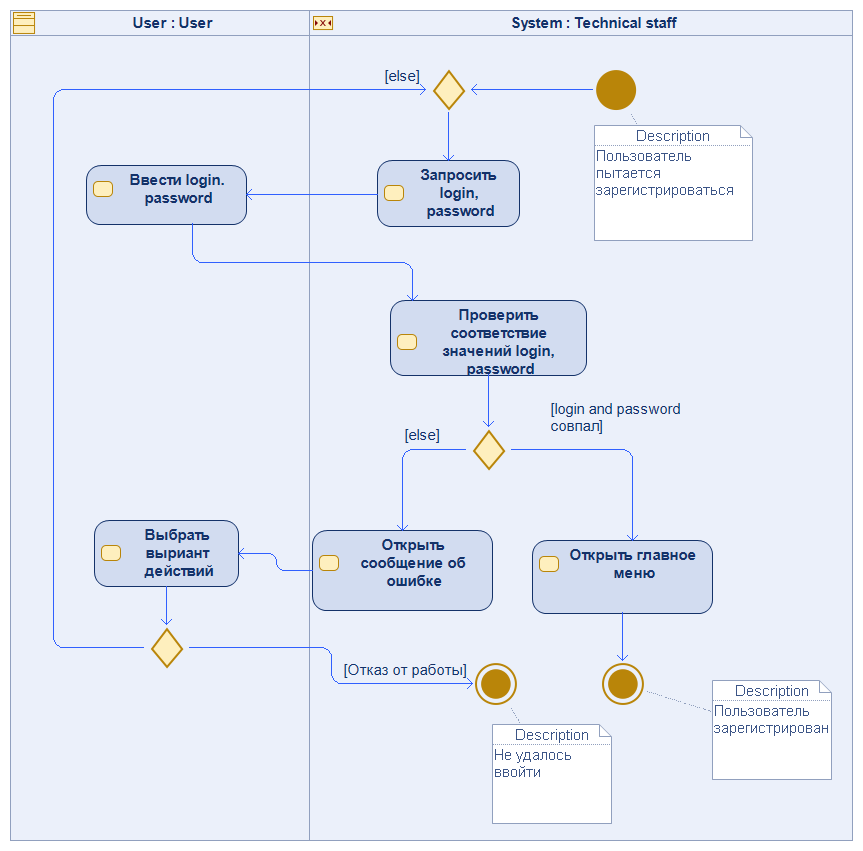 User : User
System : Technical staff
[else]
Description
Пользователь
пытается
зарегистрироваться
Запросить
login,
password
Ввести login.
password
Проверить
соответствие
значений login,
password
[login and password
совпал]
[else]
Выбрать
выриант
действий
Открыть
сообщение об
ошибке
Открыть главное
меню
[Отказ от работы]
Description
Пользователь
зарегистрирован
Description
Не удалось
ввойти